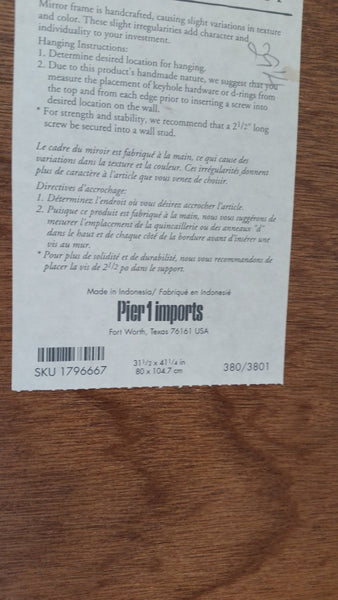 Mirror frame is handcrafted, causing slight variations in texture
and color. These slight irregularities add character and
individuality to your investment.
Hanging Instructions:
1. Determine desired location for hanging.
2. Due to this product's handmade nature, we suggest that you
measure the placement of keyhole hardware or d-rings from
the top and from each edge prior to inserting a screw into
desired location on the wall.
* For strength and stability, we recommend that a 2 1/2" long
screw be secured into a wall stud.
Le cadre du miroir est fabriqué à la main, ce qui cause des
variations dans la texture et la couleur. Ces irrégularités donnent
plus de caractère à l'article que vous venez de choisir.
Directives d'accrochage:
1. Déterminez l'endroit où vous désirez accrocher l'article.
2. Puisque ce produit est fabriqué à la main, nous vous suggérons de
mesurer l'emplacement de la quincaillerie ou des anneaux "d"
dans le haut et de chaque côté de la bordure avant d'insérer une
vis au mur.
* Pour plus de solidité et de durabilité, nous vous recommandons de
placer la vis de 2 1/2 po dans le support.
Made in Indonesia/ Fabriqué en Indonésié
Pier 1 imports
Fort Worth, Texas 76161 USA
SKU 1796667
31 1/2 x 41 1/4 in
80 x 104.7 cm
380/3801